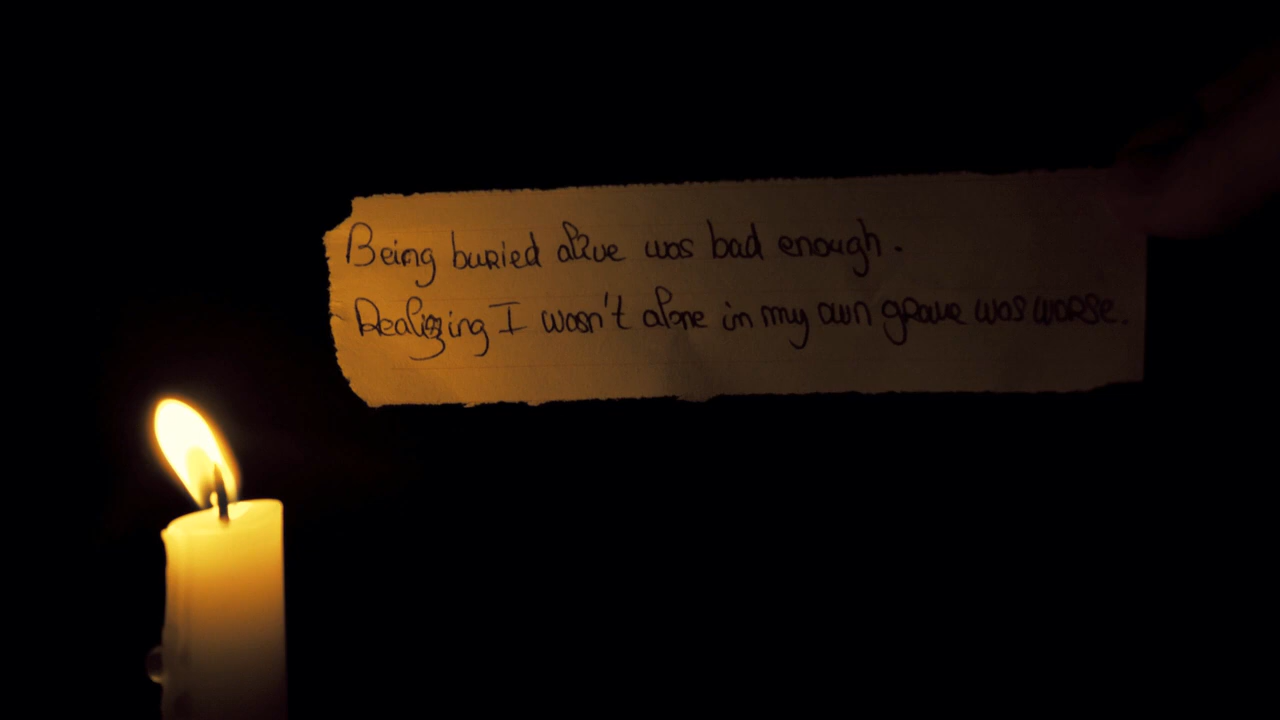 Being buried alive was bad enough.
Realizing I wasn't alone in my own grave was worse.